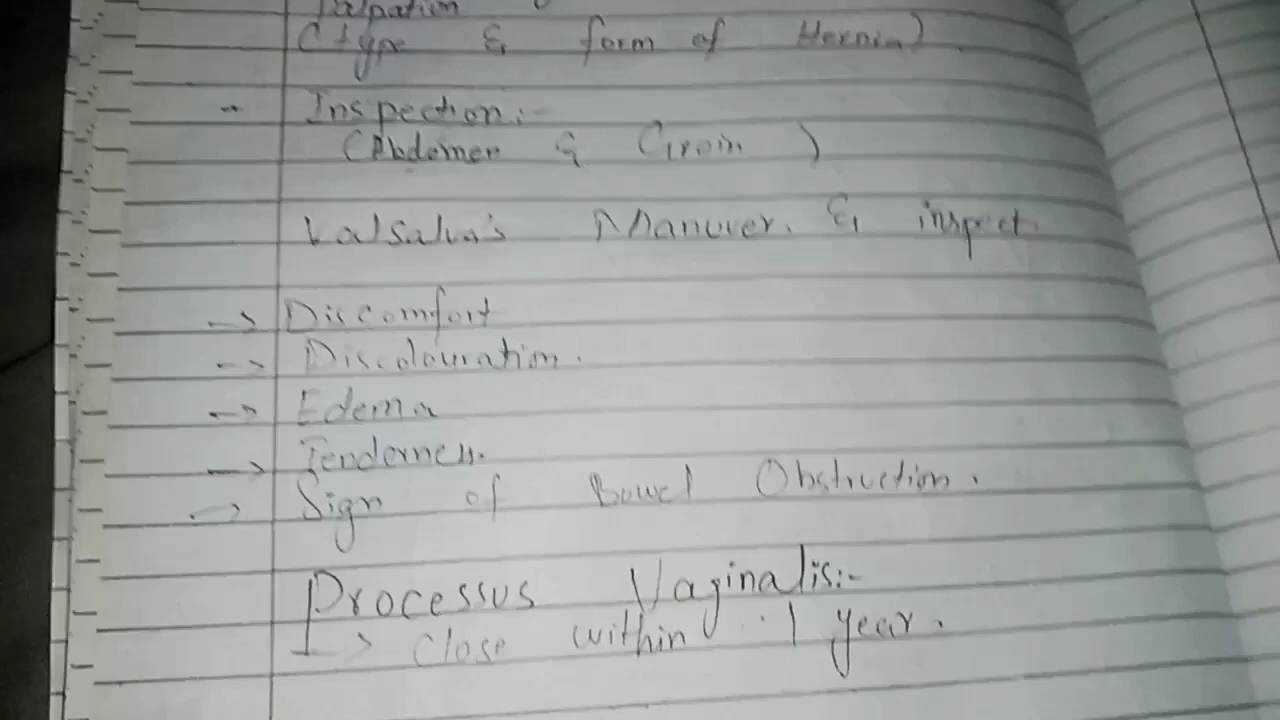 Palpation
(type & form of Hernia)
- Inspection:-
(Abdomen & Groin )
Valsalva's Manuver. & inspect.
→ Discomfort
→ Discolouration.
→ Edema
→ Tenderness.
→ Sign of Bowel Obstruction.
Processus Vaginalis:-
> close within 1 year.